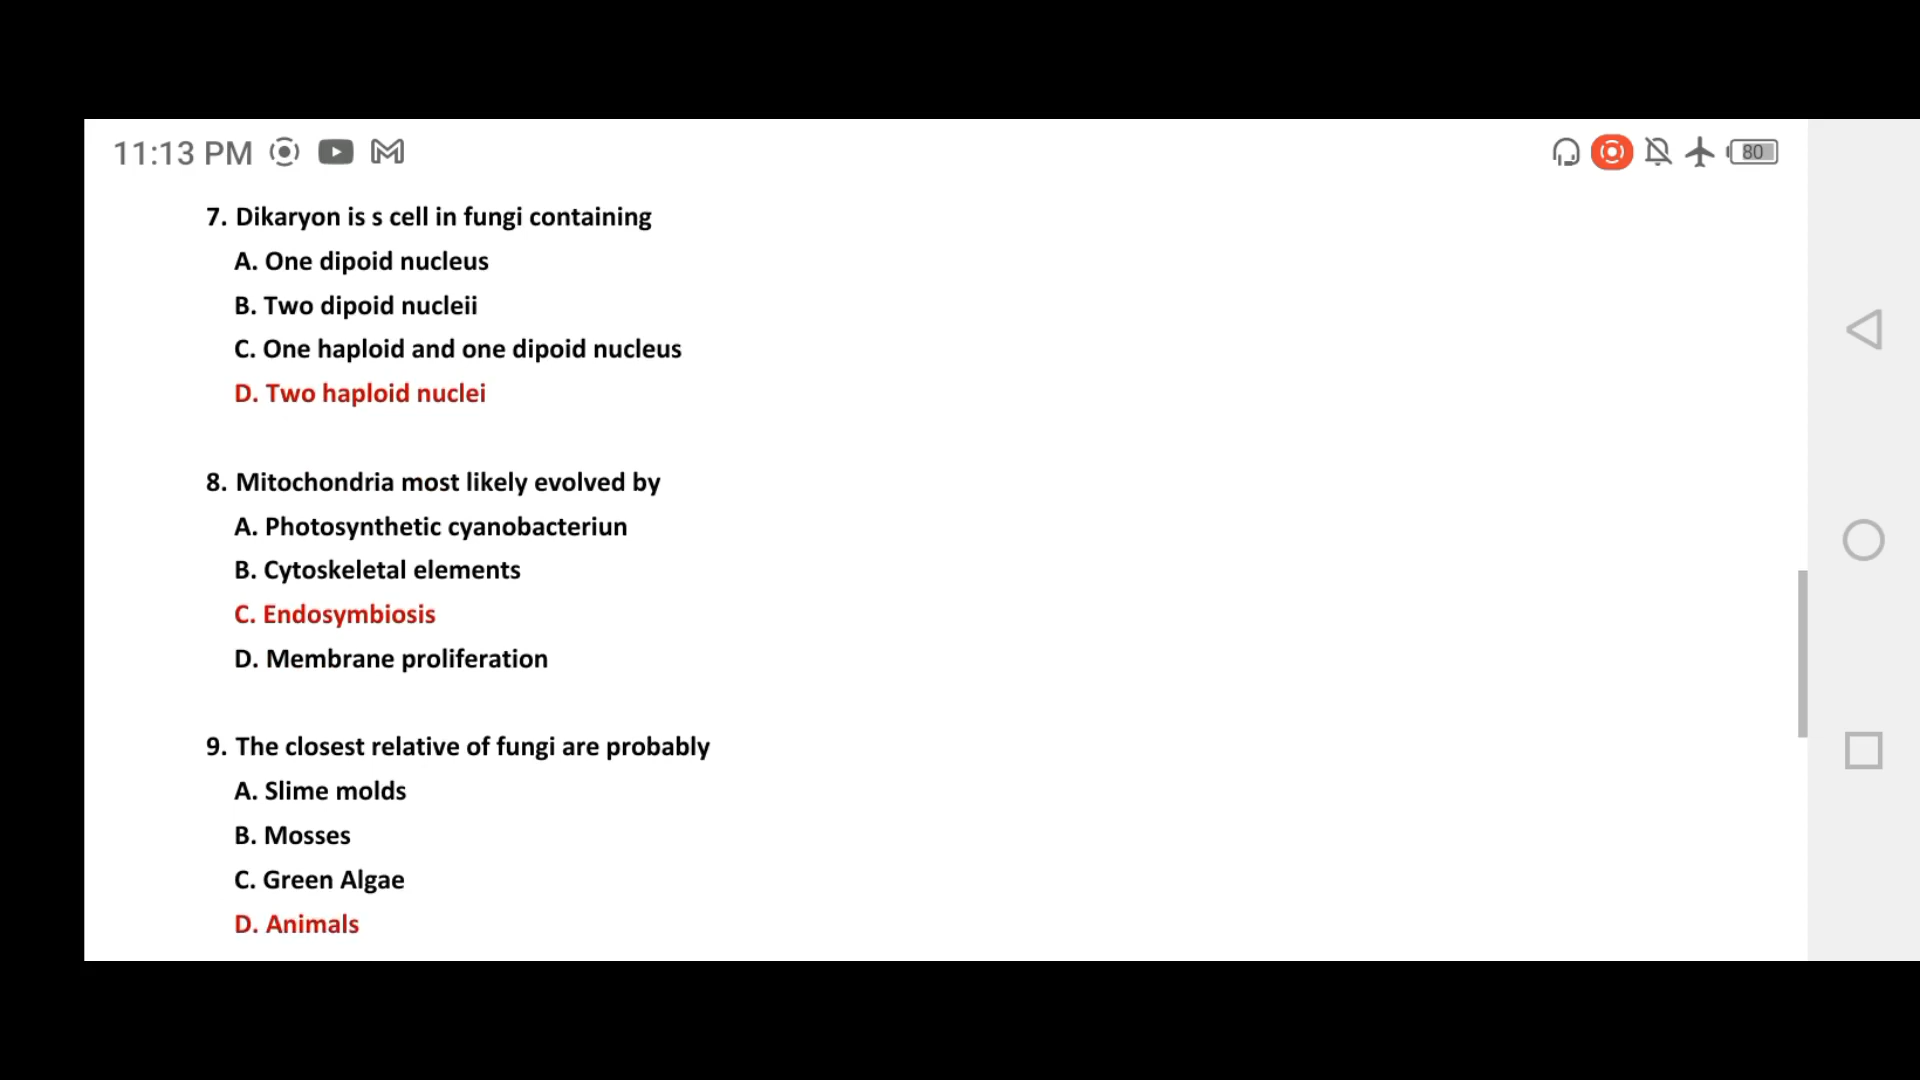 11:13 PM
80
7. Dikaryon is s cell in fungi containing
A. One dipoid nucleus
B. Two dipoid nucleii
C. One haploid and one dipoid nucleus
D. Two haploid nuclei
8. Mitochondria most likely evolved by
A. Photosynthetic cyanobacteriun
B. Cytoskeletal elements
C. Endosymbiosis
D. Membrane proliferation
9. The closest relative of fungi are probably
A. Slime molds
B. Mosses
C. Green Algae
D. Animals